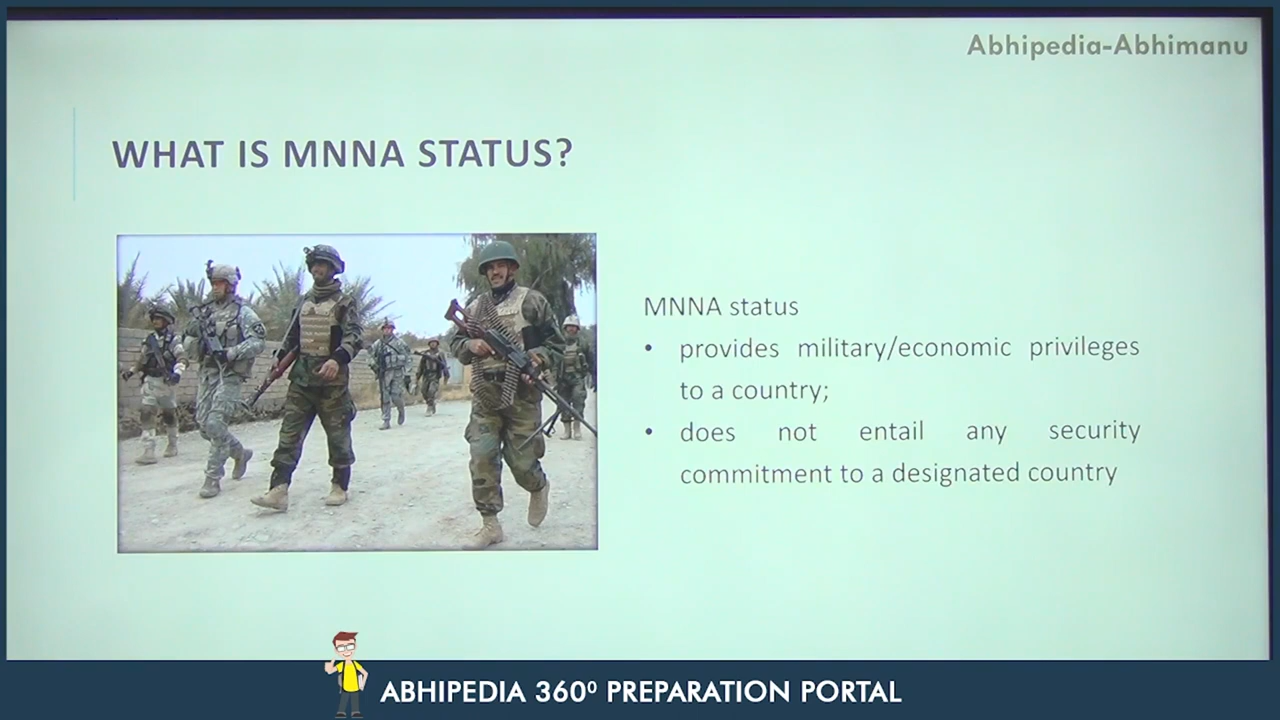 Abhipedia-Abhimanu
WHAT IS MNNA STATUS?
MNNA status
• provides military/economic privileges
to a country;
• does not entail any security
commitment to a designated country
ABHIPEDIA 360⁰ PREPARATION PORTAL